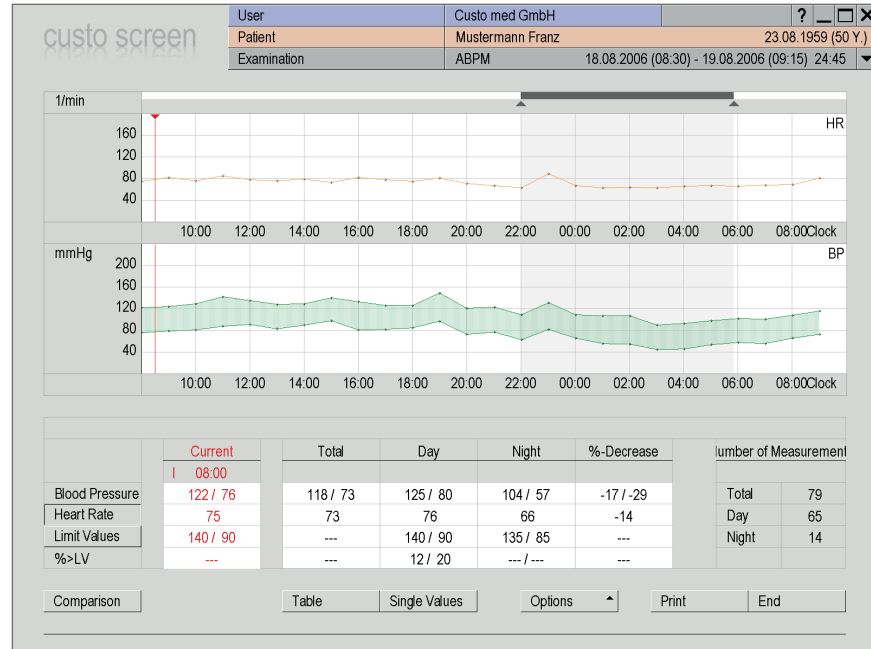 custo screen
User Custo med GmbH ?
Patient Mustermann Franz 23.08.1959 (50 Y.)
Examination ABPM 18.08.2006 (08:30) - 19.08.2006 (09:15) 24:45
1/min
HR
160
120
80
40
10:00 12:00 14:00 16:00 18:00 20:00 22:00 00:00 02:00 04:00 06:00 08:00 Clock
mmHg
BP
200
160
120
80
40
10:00 12:00 14:00 16:00 18:00 20:00 22:00 00:00 02:00 04:00 06:00 08:00 Clock
Current Total Day Night %-Decrease umber of Measurement
08:00
Blood Pressure 122 / 76 118 / 73 125 / 80 104 / 57 -17 / -29 Total 79
Heart Rate 75 73 76 66 -14 Day 65
Limit Values 140 / 90 --- 140 / 90 135 / 85 --- Night 14
%>LV --- --- 12 / 20 --- / --- ---
Comparison Table Single Values Options Print End